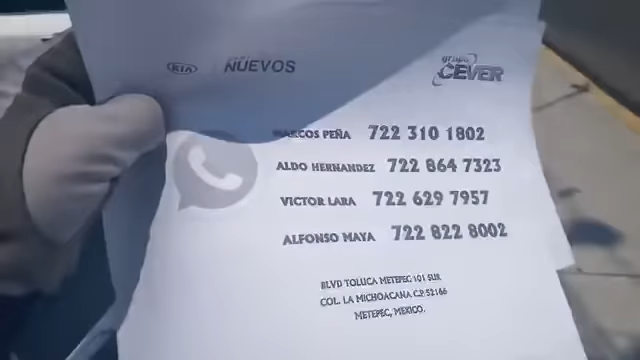 KIA NUEVOS
grupo CEVER
MARCOS PEÑA 722 310 1802
ALDO HERNANDEZ 722 864 7323
VICTOR LARA 722 629 7957
ALFONSO MAYA 722 822 8002
BLVD TOLUCA METEPEC 101 SUR
COL. LA MICHOACANA C.P. 52166
METEPEC, MEXICO.